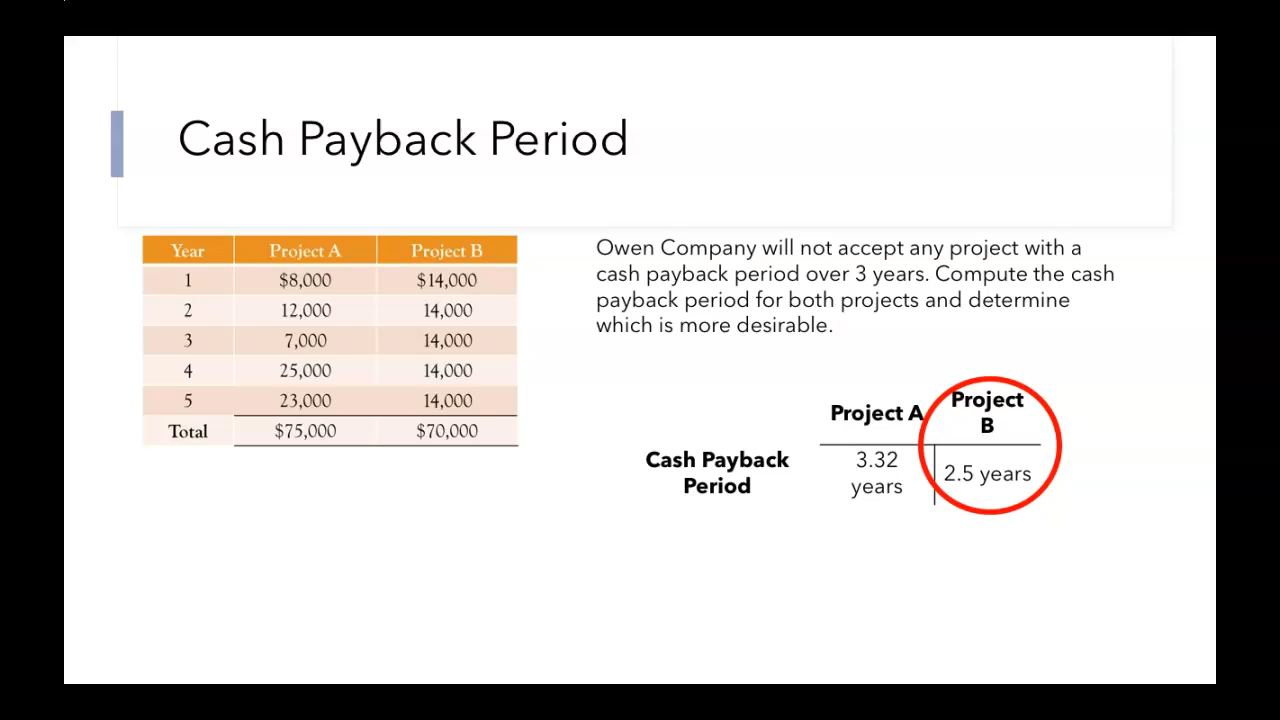 Cash Payback Period
Year Project A Project B
1 $8,000 $14,000
2 12,000 14,000
3 7,000 14,000
4 25,000 14,000
5 23,000 14,000
Total $75,000 $70,000
Owen Company will not accept any project with a
cash payback period over 3 years. Compute the cash
payback period for both projects and determine
which is more desirable.
Project A Project
B
Cash Payback
Period
3.32
years
2.5 years